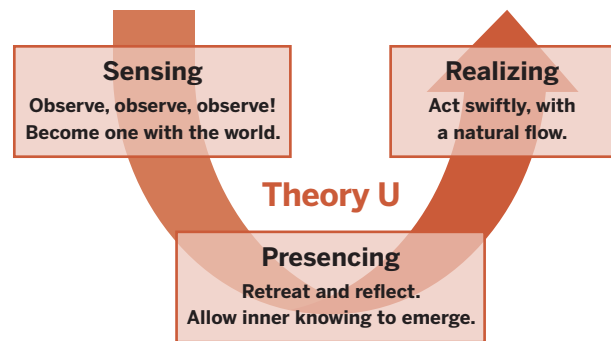 Sensing
Observe, observe, observe!
Become one with the world.
Realizing
Act swiftly, with
a natural flow.
Theory U
Presencing
Retreat and reflect.
Allow inner knowing to emerge.